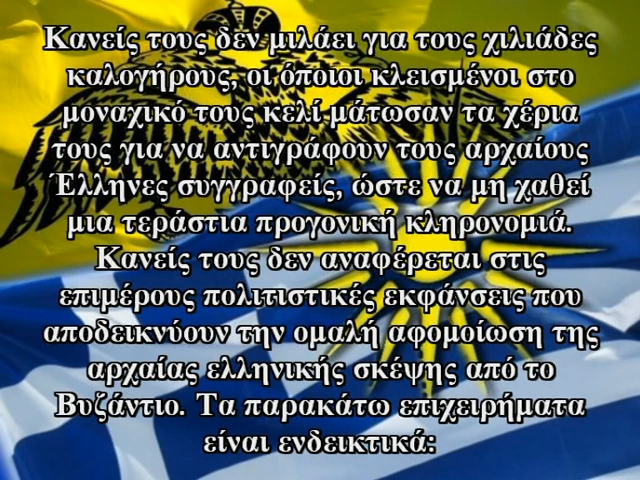 Κανείς τους δεν μιλάει για τους χιλιάδες
καλογήρους, οι όποιοι κλεισμένοι στο
μοναχικό τους κελί μάτωσαν τα χέρια
τους για να αντιγράφουν τους αρχαίους
Έλληνες συγγραφείς, ώστε να μη χαθεί
μια τεράστια προγονική κληρονομιά.
Κανείς τους δεν αναφέρεται στις
επιμέρους πολιτιστικές εκφάνσεις που
αποδεικνύουν την ομαλή αφομοίωση της
αρχαίας ελληνικής σκέψης από το
Βυζάντιο. Τα παρακάτω επιχειρήματα
είναι ενδεικτικά: